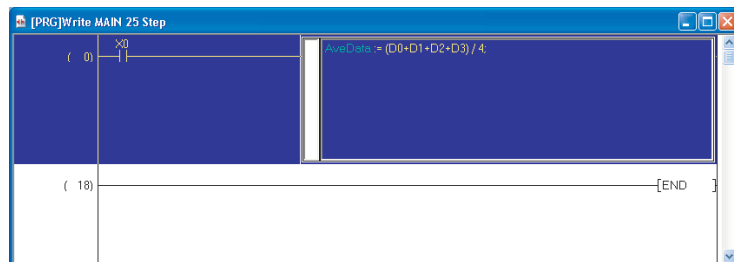 [PRG]Write MAIN 25 Step
X0
( 0)
AveData := (D0+D1+D2+D3) / 4;
( 18)
[END ]